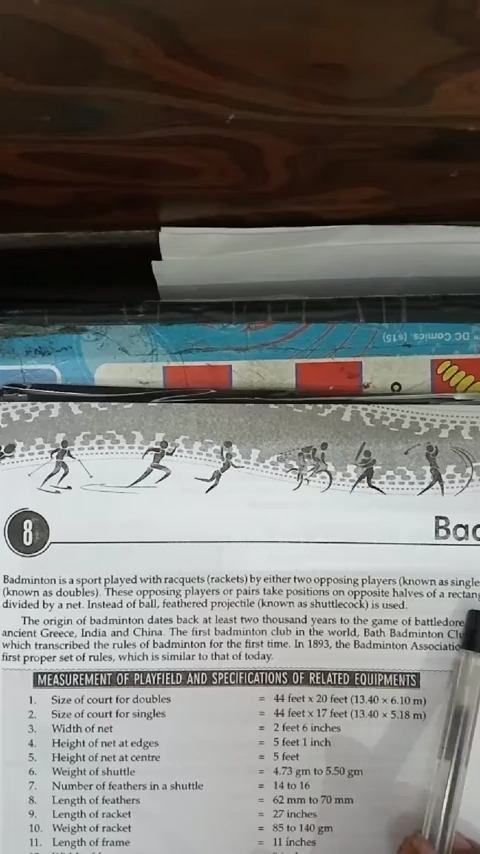 DC Comics. (s15)
8
Bad
Badminton is a sport played with racquets (rackets) by either two opposing players (known as single
(known as doubles). These opposing players or pairs take positions on opposite halves of a rectang
divided by a net. Instead of ball, feathered projectile (known as shuttlecock) is used.
The origin of badminton dates back at least two thousand years to the game of battledore
ancient Greece, India and China. The first badminton club in the world, Bath Badminton Cl
which transcribed the rules of badminton for the first time. In 1893, the Badminton Associatio
first proper set of rules, which is similar to that of today.
MEASUREMENT OF PLAYFIELD AND SPECIFICATIONS OF RELATED EQUIPMENTS
1. Size of court for doubles = 44 feet x 20 feet (13.40 × 6.10 m)
2. Size of court for singles = 44 feet x 17 feet (13.40 × 5.18 m)
3. Width of net = 2 feet 6 inches
4. Height of net at edges = 5 feet 1 inch
5. Height of net at centre = 5 feet
6. Weight of shuttle = 4.73 gm to 5.50 gm
7. Number of feathers in a shuttle = 14 to 16
8. Length of feathers = 62 mm to 70 mm
9. Length of racket = 27 inches
10. Weight of racket = 85 to 140 gm
11. Length of frame = 11 inches